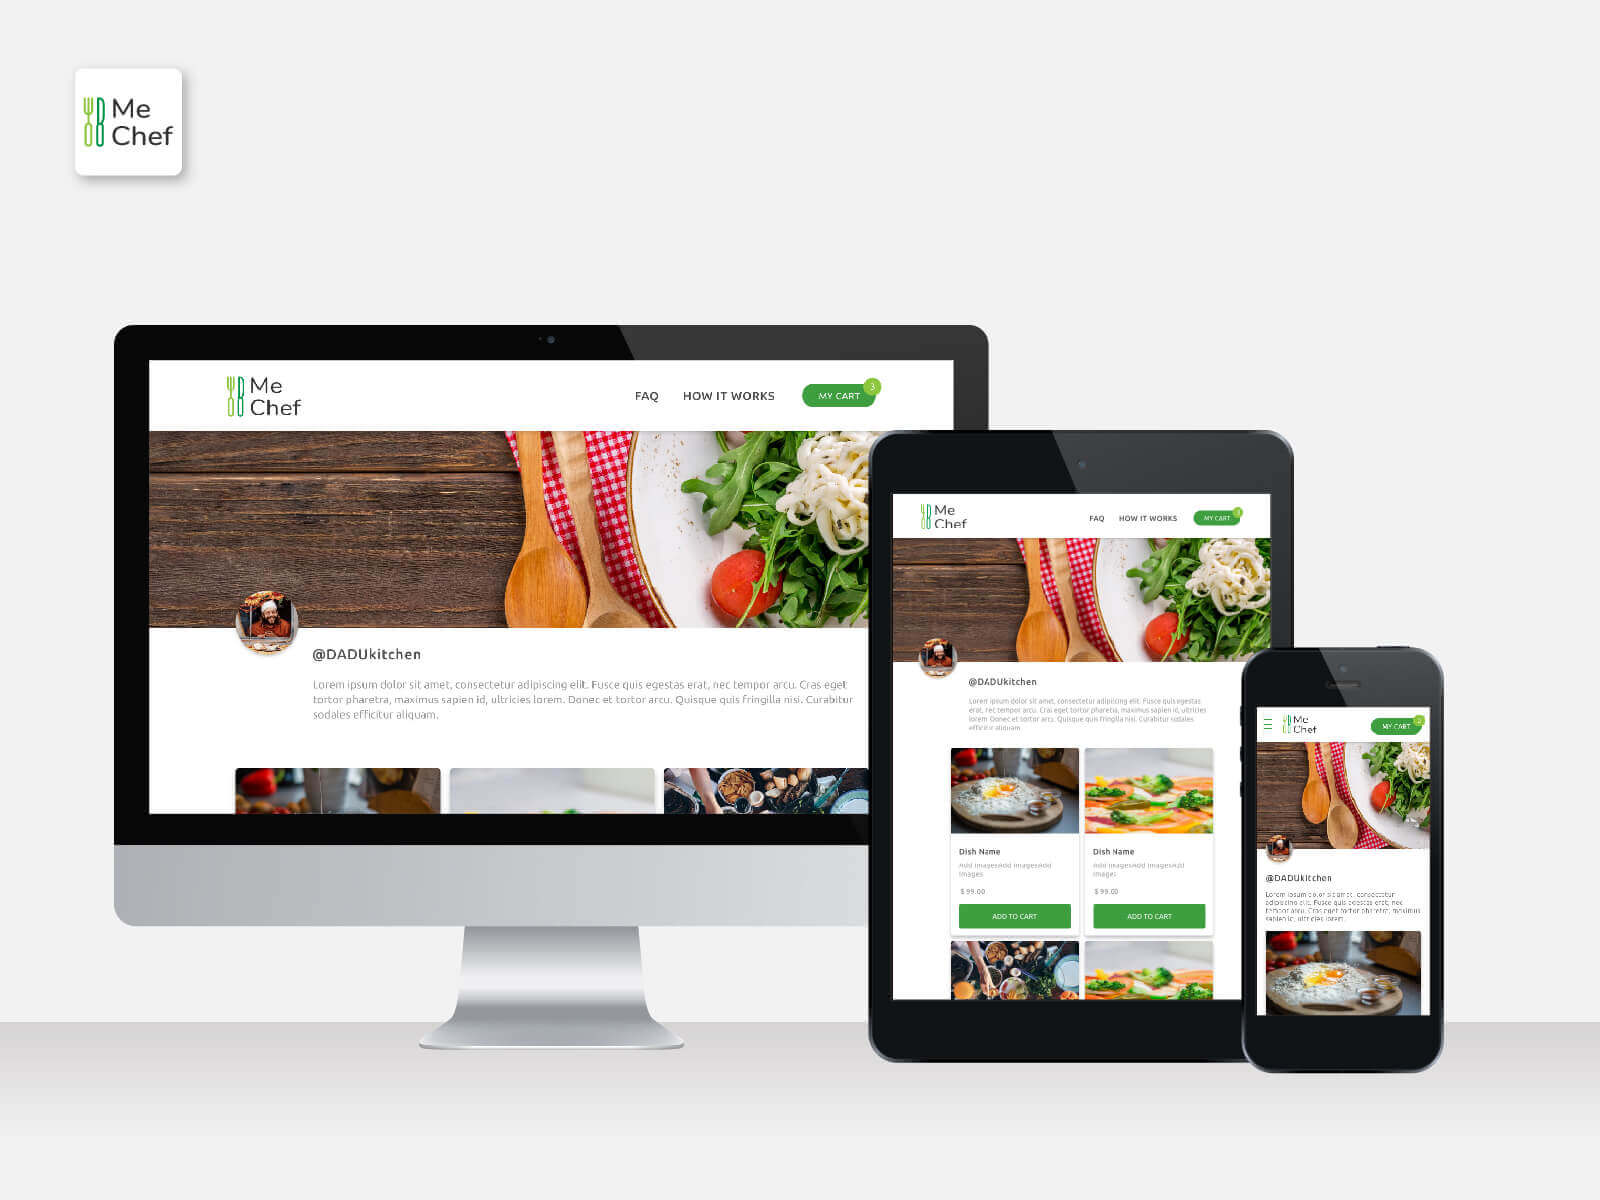 Me
Chef
Me
Chef
FAQ HOW IT WORKS MY CART 3
@DADUkitchen
Lorem ipsum dolor sit amet, consectetur adipiscing elit. Fusce quis egestas erat, nec tempor arcu. Cras eget
tortor pharetra, maximus sapien id, ultricies lorem. Donec et tortor arcu. Quisque quis fringilla nisi. Curabitur
sodales efficitur aliquam.
Me
Chef
FAQ HOW IT WORKS MY CART
@DADUkitchen
Lorem ipsum dolor sit amet, consectetur adipiscing elit. Fusce quis egestas
erat, nec tempor arcu. Cras eget tortor pharetra, maximus sapien id, ultricies
lorem. Donec et tortor arcu. Quisque quis fringilla nisi. Curabitur sodales
efficitur aliquam.
Dish Name
Add ImagesAdd ImagesAdd
Images
$ 99.00
ADD TO CART
Dish Name
Add ImagesAdd ImagesAdd
Images
$ 99.00
ADD TO CART
Me
Chef
MY CART
@DADUkitchen
Lorem ipsum dolor sit amet, consectetur
adipiscing elit. Fusce quis egestas erat, nec
tempor arcu. Cras eget tortor pharetra, maximus
sapien id, ultricies lorem.